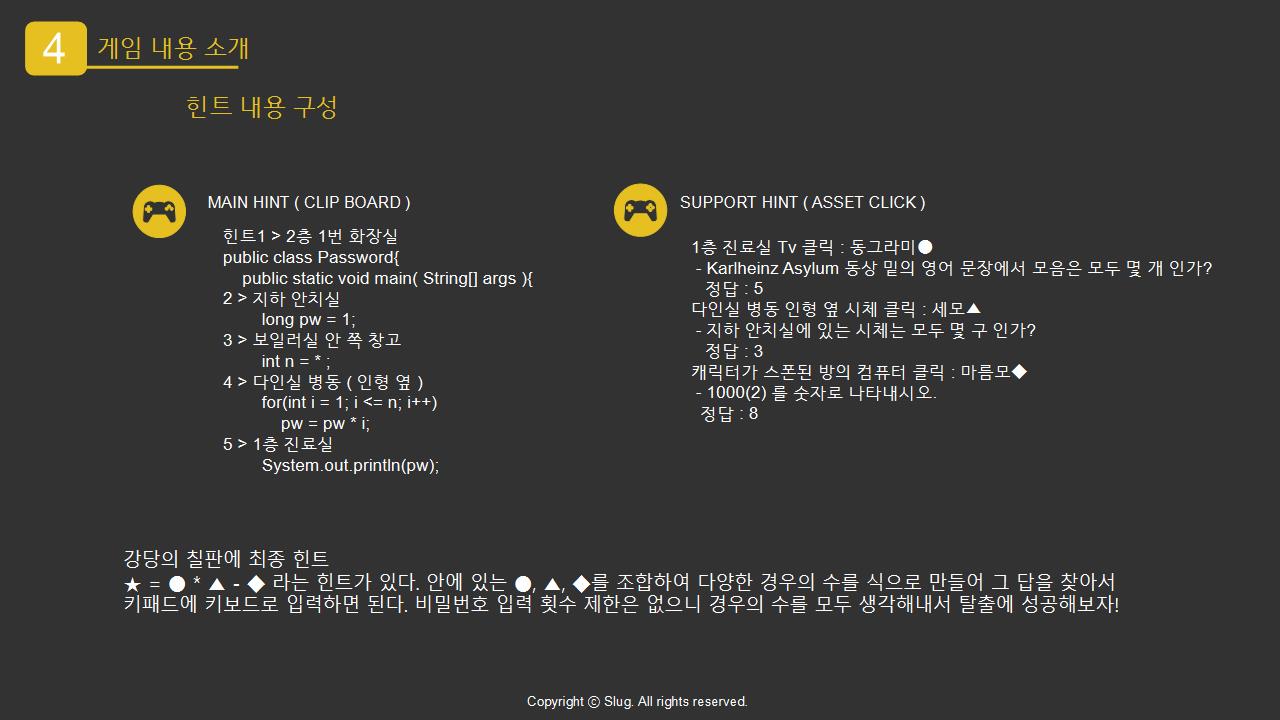 4 게임 내용 소개
힌트 내용 구성
MAIN HINT ( CLIP BOARD )
힌트1 > 2층 1번 화장실
public class Password{
public static void main( String[] args ){
2 > 지하 안치실
long pw = 1;
3 > 보일러실 안 쪽 창고
int n = * ;
4 > 다인실 병동 ( 인형 옆 )
for(int i = 1; i <= n; i++)
pw = pw * i;
5 > 1층 진료실
System.out.println(pw);
SUPPORT HINT ( ASSET CLICK )
1층 진료실 Tv 클릭 : 동그라미●
- Karlheinz Asylum 동상 밑의 영어 문장에서 모음은 모두 몇 개 인가?
정답 : 5
다인실 병동 인형 옆 시체 클릭 : 세모▲
- 지하 안치실에 있는 시체는 모두 몇 구 인가?
정답 : 3
캐릭터가 스폰된 방의 컴퓨터 클릭 : 마름모◆
- 1000(2) 를 숫자로 나타내시오.
정답 : 8
강당의 칠판에 최종 힌트
★ = ● * ▲ - ◆ 라는 힌트가 있다. 안에 있는 ●, ▲, ◆를 조합하여 다양한 경우의 수를 식으로 만들어 그 답을 찾아서
키패드에 키보드로 입력하면 된다. 비밀번호 입력 횟수 제한은 없으니 경우의 수를 모두 생각해내서 탈출에 성공해보자!
Copyright ⓒ Slug. All rights reserved.